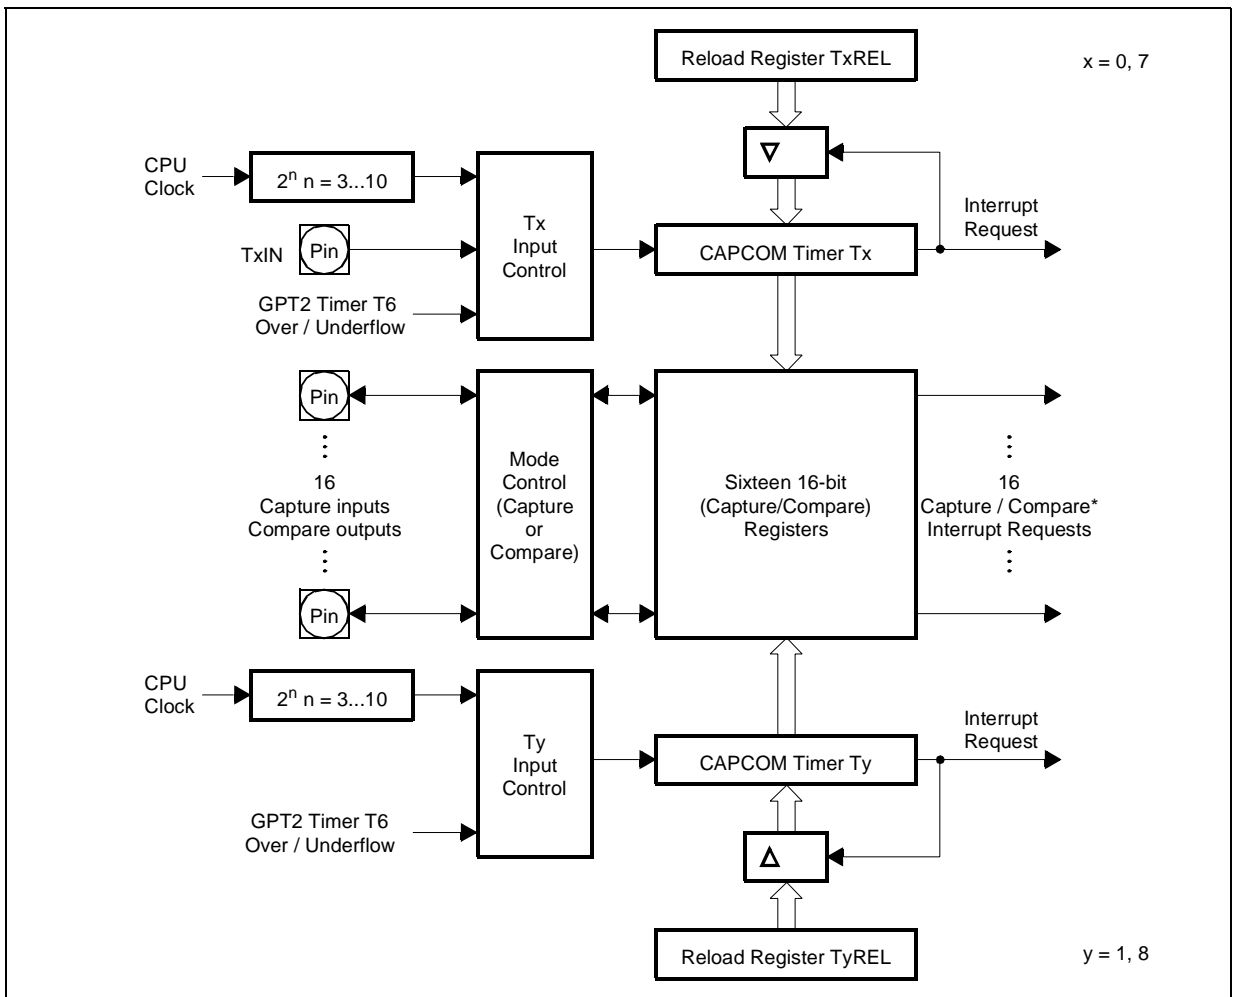 Reload Register TxREL
x = 0, 7
CPU
Clock
2ⁿ n = 3...10
Tx
Input
Control
TxIN
Pin
GPT2 Timer T6
Over / Underflow
CAPCOM Timer Tx
Interrupt
Request
Pin
16
Capture inputs
Compare outputs
Pin
Mode
Control
(Capture
or
Compare)
Sixteen 16-bit
(Capture/Compare)
Registers
16
Capture / Compare*
Interrupt Requests
CPU
Clock
2ⁿ n = 3...10
Ty
Input
Control
GPT2 Timer T6
Over / Underflow
CAPCOM Timer Ty
Interrupt
Request
Reload Register TyREL
y = 1, 8